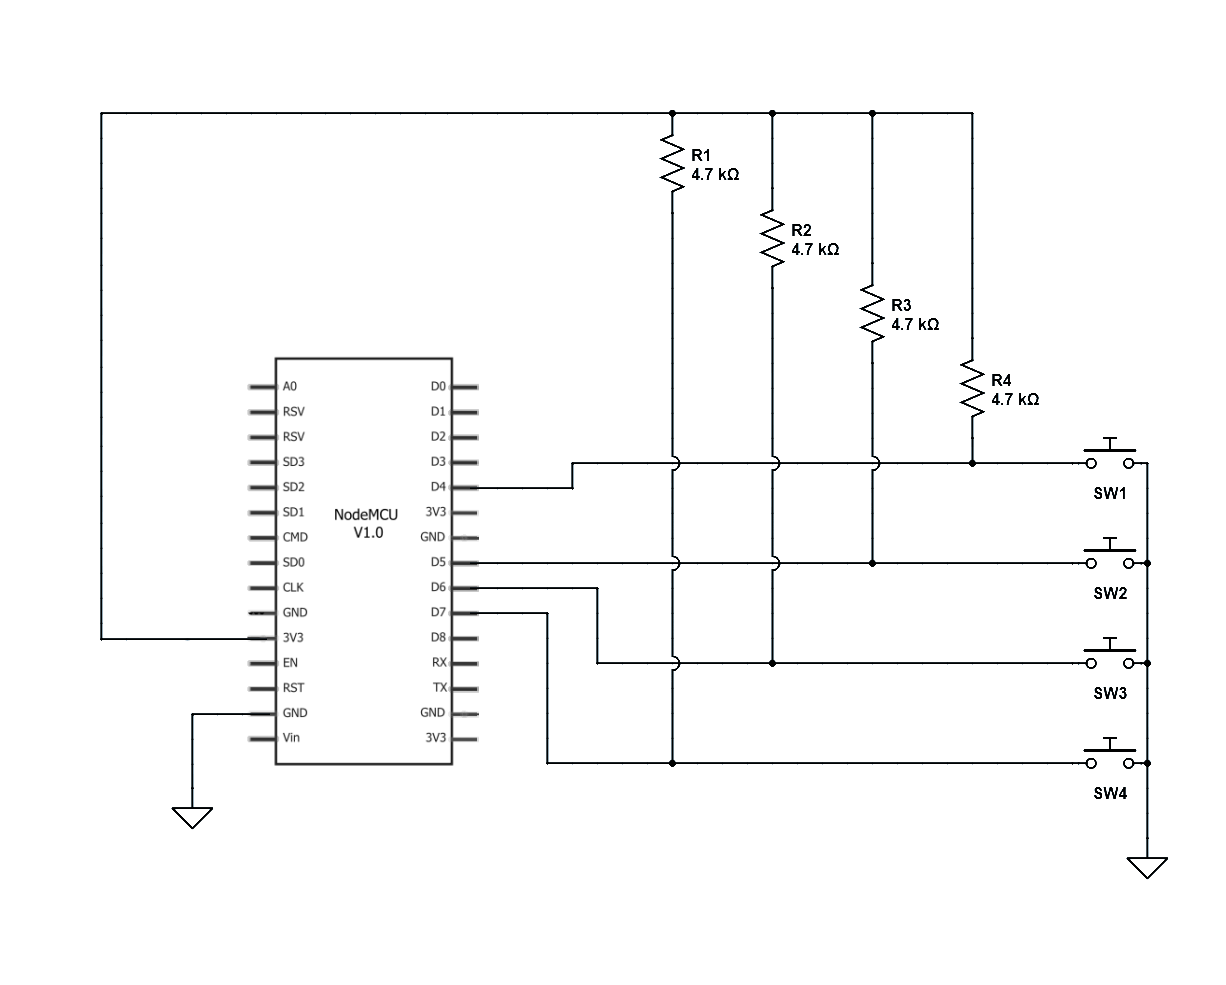 R1
4.7 kΩ
R2
4.7 kΩ
R3
4.7 kΩ
R4
4.7 kΩ
A0 D0
RSV D1
RSV D2
SD3 D3
SD2 D4
SD1 3V3
NodeMCU
V1.0
CMD GND
SD0 D5
CLK D6
GND D7
3V3 D8
EN RX
RST TX
GND GND
Vin 3V3
SW1
SW2
SW3
SW4